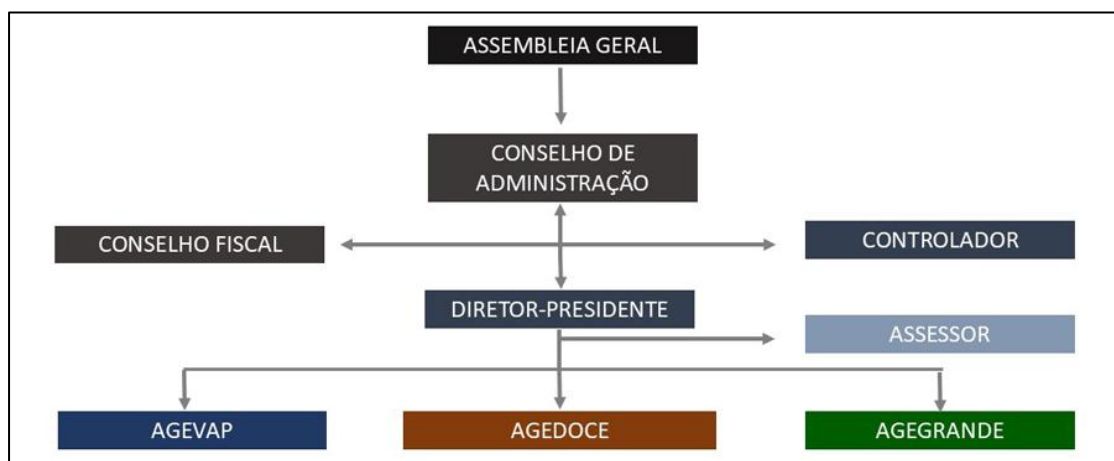 ASSEMBLEIA GERAL
CONSELHO DE
ADMINISTRAÇÃO
CONSELHO FISCAL
CONTROLADOR
DIRETOR-PRESIDENTE
ASSESSOR
AGEVAP
AGEDOCE
AGEGRANDE